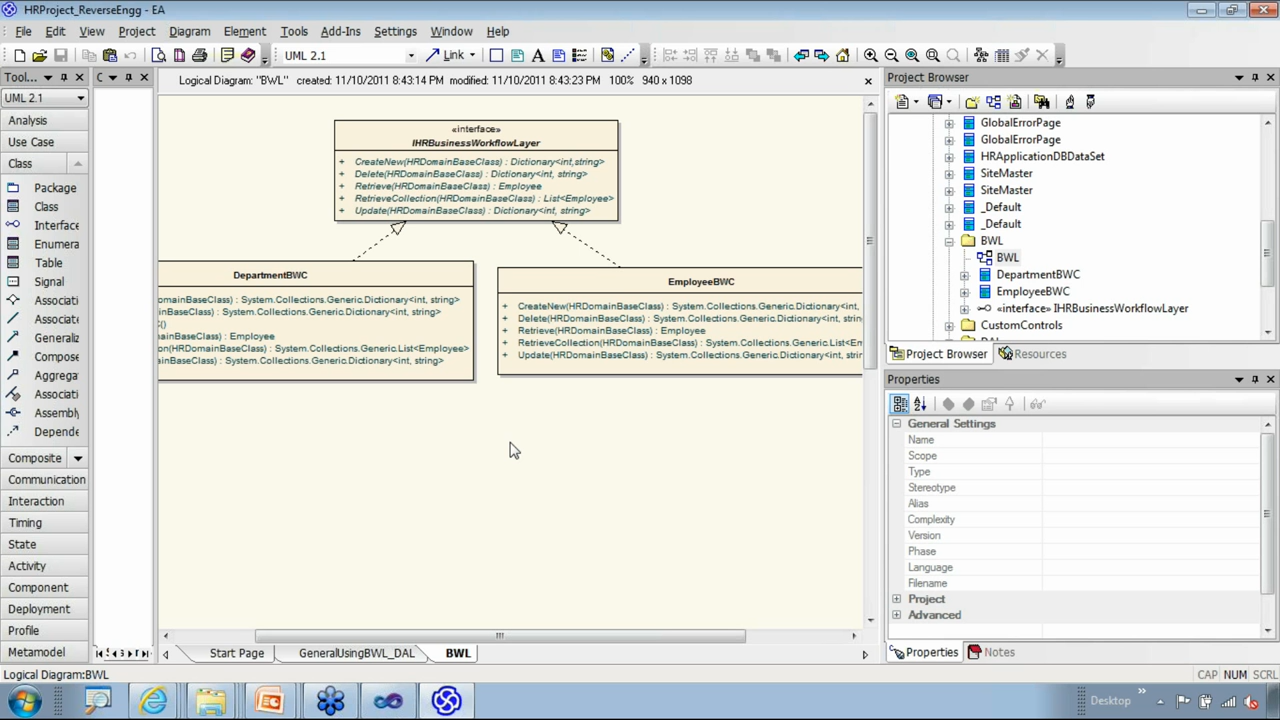 HRProject_ReverseEngg - EA
File Edit View Project Diagram Element Tools Add-Ins Settings Window Help
UML 2.1 Link
Tool... C
Logical Diagram: "BWL" created: 11/10/2011 8:43:14 PM modified: 11/10/2011 8:43:23 PM 100% 940 x 1098
UML 2.1
Analysis
Use Case
Class
Package
Class
Interface
Enumera
Table
Signal
Associati
Associati
Generaliz
Compose
Aggrega
Associati
Assembly
Depende
Composite
Communication
Interaction
Timing
State
Activity
Component
Deployment
Profile
Metamodel
«interface»
IHRBusinessWorkflowLayer
+ CreateNew(HRDomainBaseClass) : Dictionary<int,string>
+ Delete(HRDomainBaseClass) : Dictionary<int, string>
+ Retrieve(HRDomainBaseClass) : Employee
+ RetrieveCollection(HRDomainBaseClass) : List<Employee>
+ Update(HRDomainBaseClass) : Dictionary<int, string>
DepartmentBWC
omainBaseClass) : System.Collections.Generic.Dictionary<int, string>
inBaseClass) : System.Collections.Generic.Dictionary<int, string>
C()
nainBaseClass) : Employee
ion(HRDomainBaseClass) : System.Collections.Generic.List<Employee>
nainBaseClass) : System.Collections.Generic.Dictionary<int, string>
EmployeeBWC
+ CreateNew(HRDomainBaseClass) : System.Collections.Generic.Dictionary<int,
+ Delete(HRDomainBaseClass) : System.Collections.Generic.Dictionary<int, strin
+ Retrieve(HRDomainBaseClass) : Employee
+ RetrieveCollection(HRDomainBaseClass) : System.Collections.Generic.List<Em
+ Update(HRDomainBaseClass) : System.Collections.Generic.Dictionary<int, strin
Start Page GeneralUsingBWL_DAL BWL
Project Browser
GlobalErrorPage
GlobalErrorPage
HRApplicationDBDataSet
SiteMaster
SiteMaster
_Default
_Default
BWL
BWL
DepartmentBWC
EmployeeBWC
«interface» IHRBusinessWorkflowLayer
CustomControls
DAL
Project Browser Resources
Properties
General Settings
Name
Scope
Type
Stereotype
Alias
Complexity
Version
Phase
Language
Filename
Project
Advanced
Properties Notes
Logical Diagram:BWL CAP NUM SCRL
Desktop